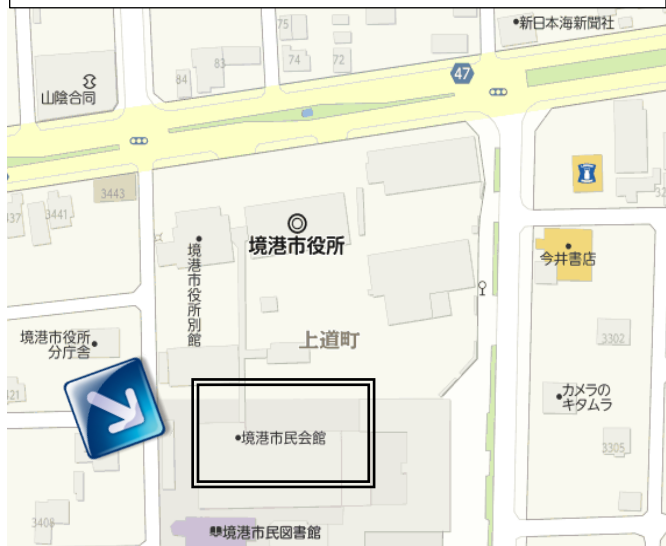 75
新日本海新聞社
山陰合同
84
83
74
72
47
3443
3441
境港市役所
今井書店
境港市役所別館
境港市役所
分庁舎
上道町
3302
カメラの
キタムラ
境港市民会館
3305
3408
境港市民図書館